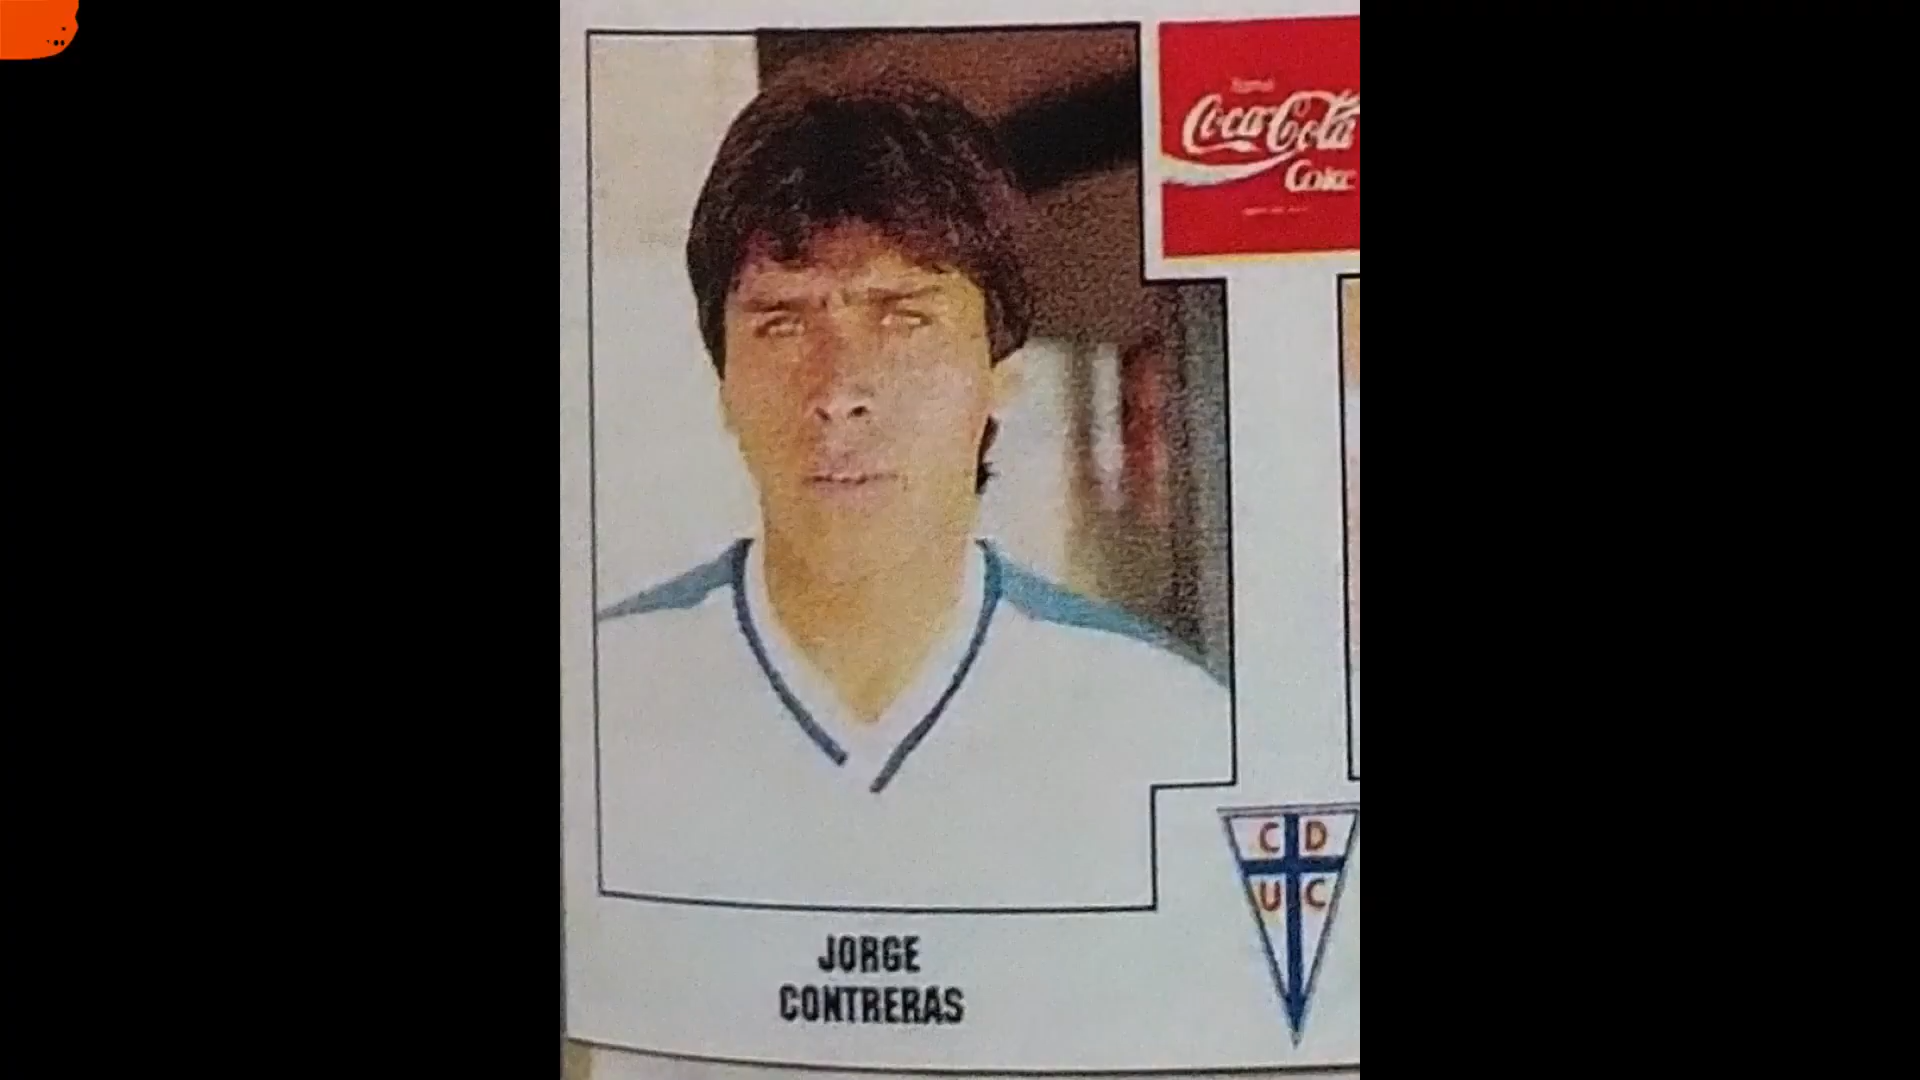 Coca-Cola
Coke
C D
U C
JORGE
CONTRERAS